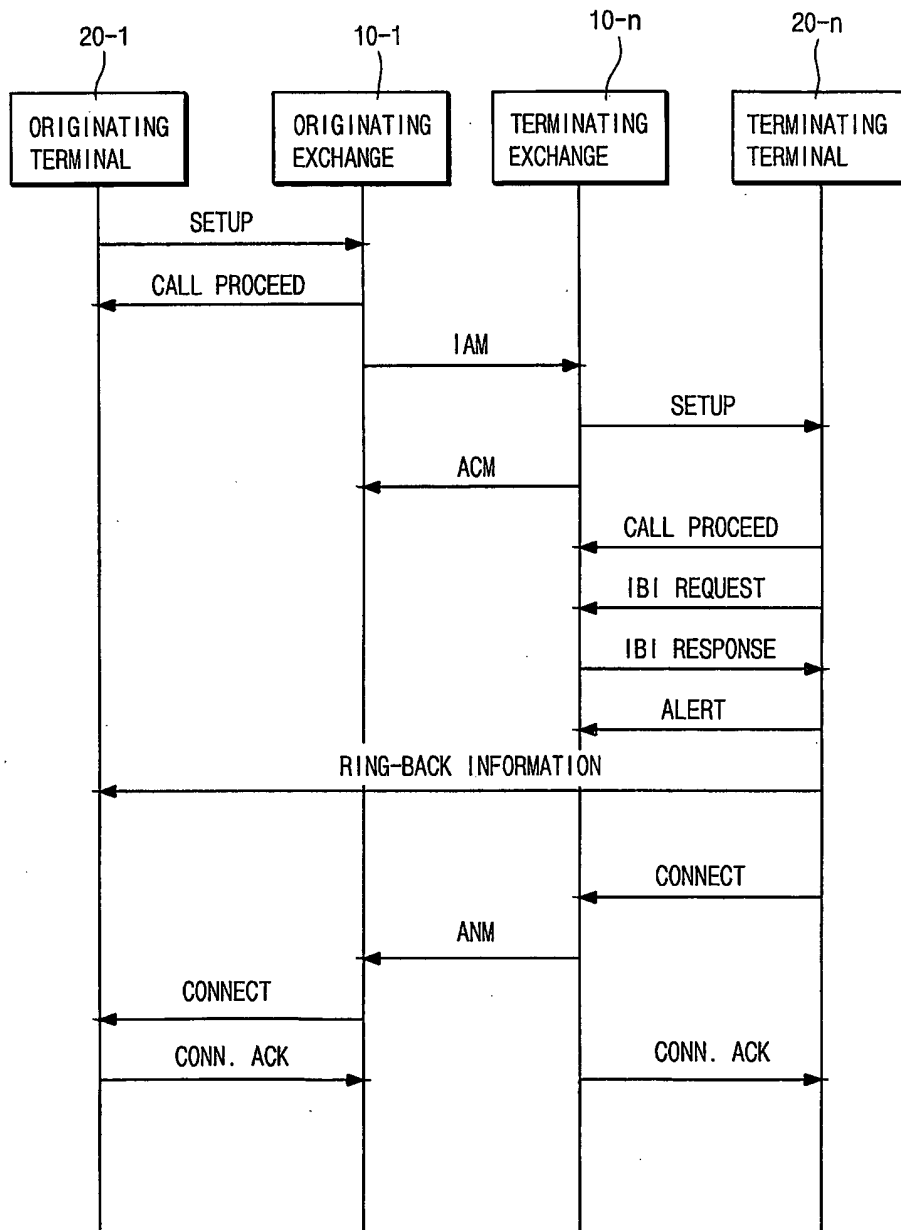 20-1
10-1
10-n
20-n
ORIGINATING
TERMINAL
ORIGINATING
EXCHANGE
TERMINATING
EXCHANGE
TERMINATING
TERMINAL
SETUP
CALL PROCEED
IAM
SETUP
ACM
CALL PROCEED
IBI REQUEST
IBI RESPONSE
ALERT
RING-BACK INFORMATION
CONNECT
ANM
CONNECT
CONN. ACK
CONN. ACK